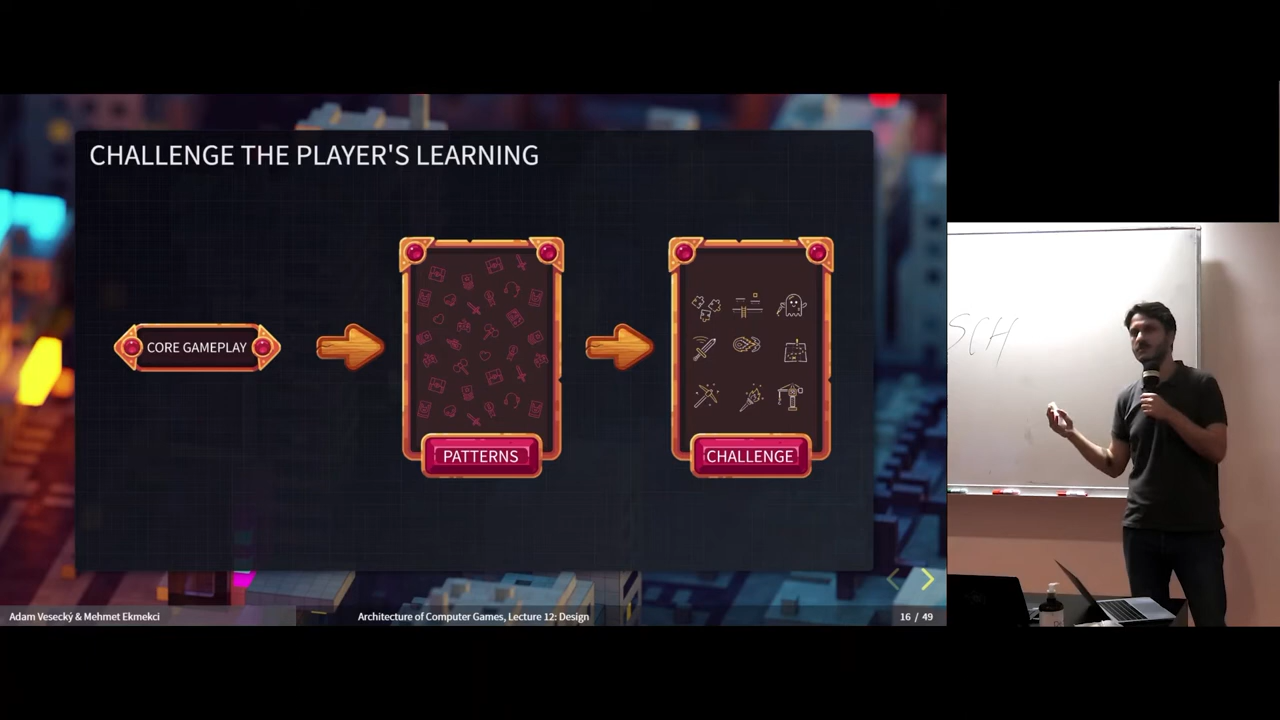 CHALLENGE THE PLAYER'S LEARNING
CORE GAMEPLAY
PATTERNS
CHALLENGE
SCH
Adam Vesecký & Mehmet Ekmekci
Architecture of Computer Games, Lecture 12: Design
16 / 49